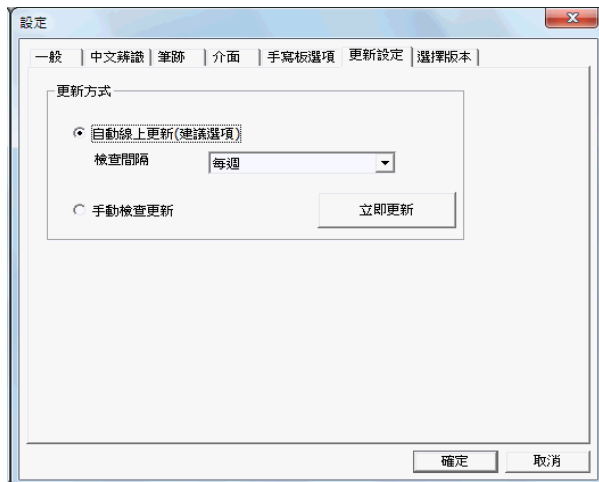 設定
一般 中文辨識 筆跡 介面 手寫板選項 更新設定 選擇版本
更新方式
自動線上更新(建議選項)
檢查間隔 每週
手動檢查更新 立即更新
確定 取消